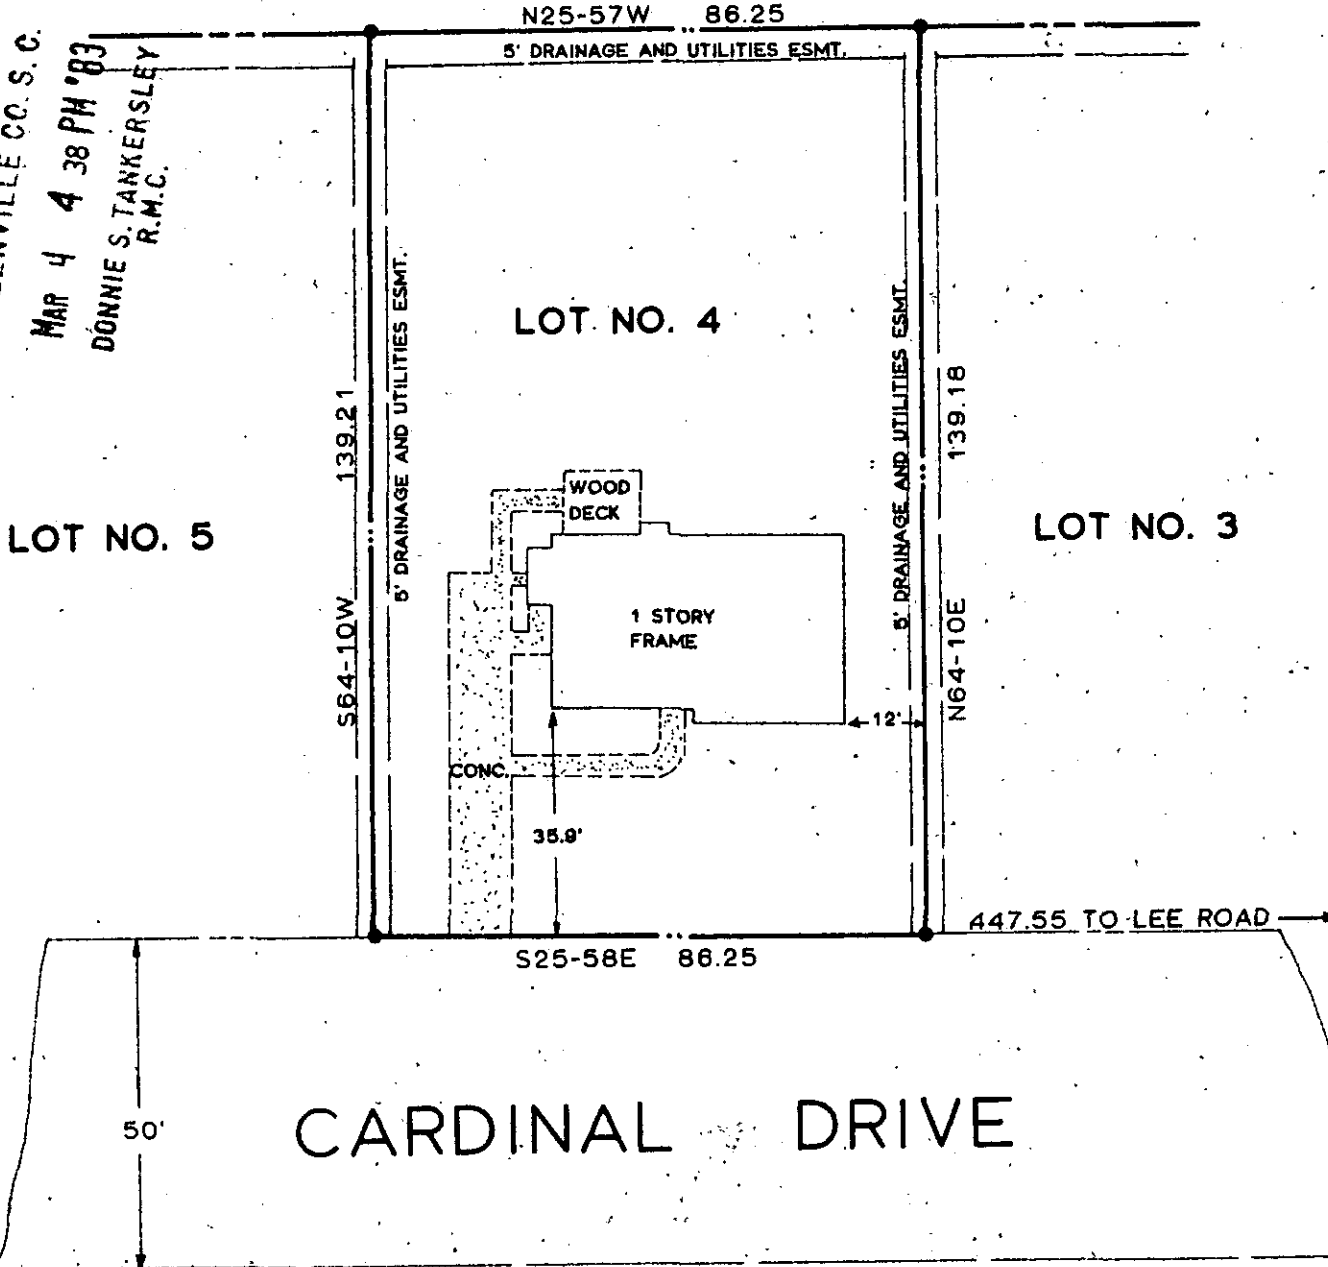 N25-57W 86.25
5' DRAINAGE AND UTILITIES ESMT.
CO. S. C.
MAR 4 4 38 PM '83
DONNIE S. TANKERSLEY
R.M.C.
LOT NO. 4
5' DRAINAGE AND UTILITIES ESMT.
5' DRAINAGE AND UTILITIES ESMT.
S64-10W 139.21
N64-10E 139.18
LOT NO. 5
LOT NO. 3
WOOD
DECK
1 STORY
FRAME
12'
CONC.
35.9'
447.55 TO LEE ROAD
S25-58E 86.25
50'
CARDINAL DRIVE